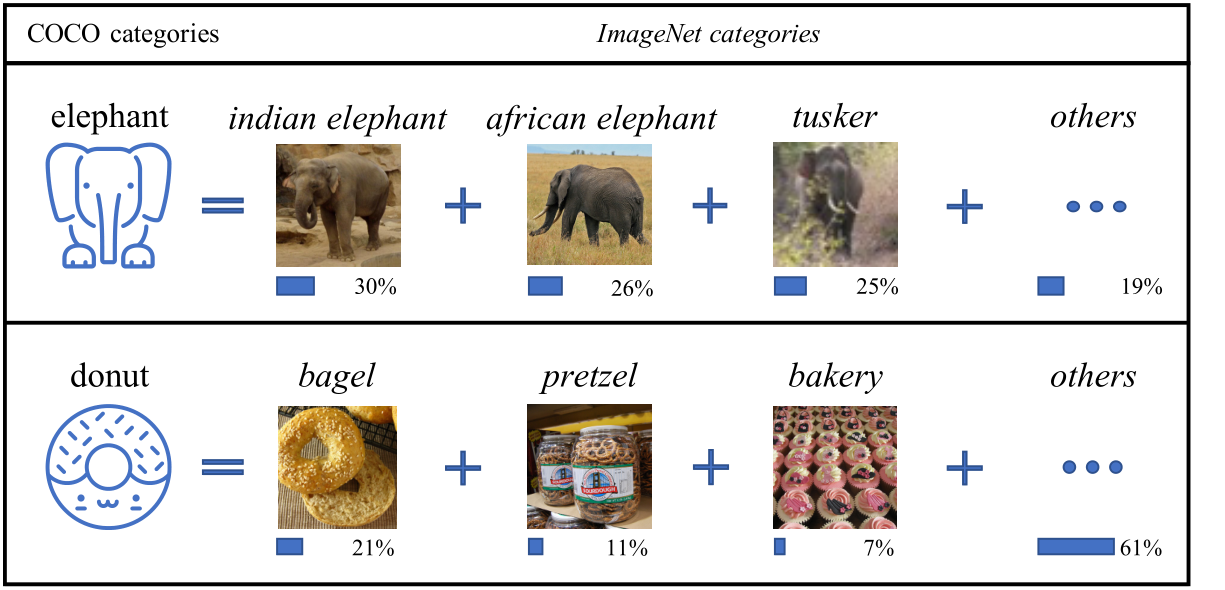 COCO categories
ImageNet categories
elephant
indian elephant
african elephant
tusker
others
30%
26%
25%
19%
donut
bagel
pretzel
bakery
others
SOURDOUGH
21%
11%
7%
61%